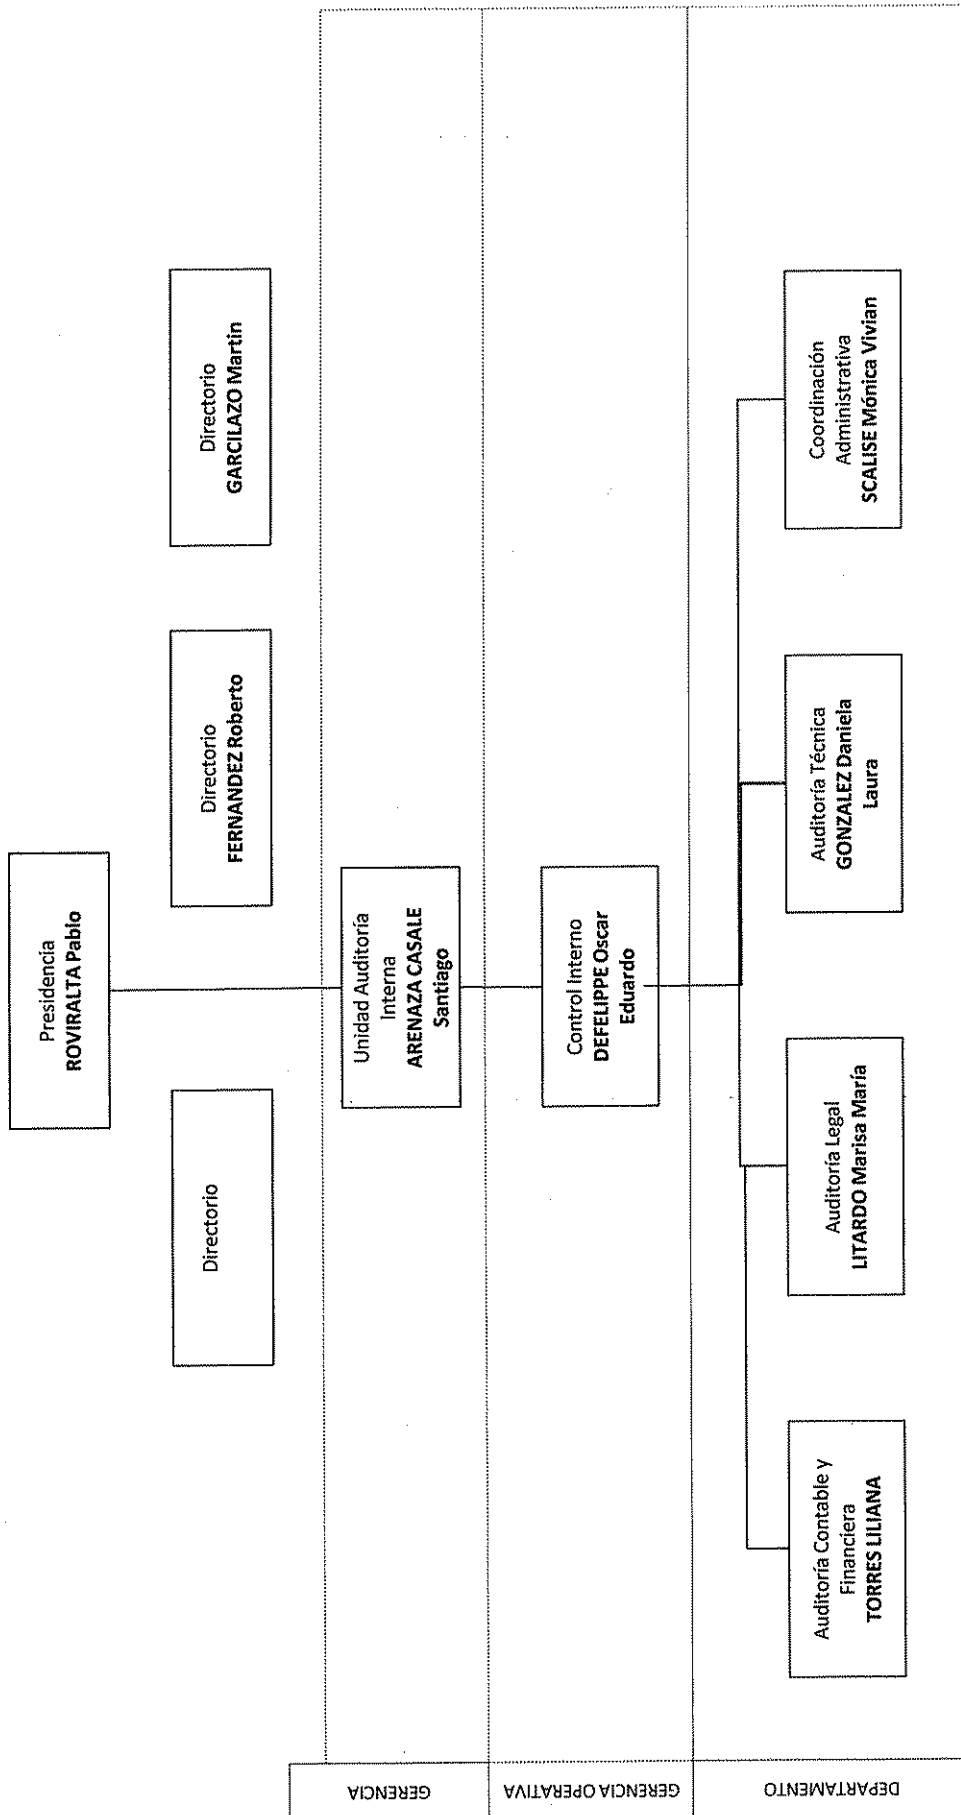 Presidencia
ROVIRALTA Pablo
Directorio
Directorio
FERNANDEZ Roberto
Directorio
GARCILAZO Martin
GERENCIA
Unidad Auditoría
Interna
ARENAZA CASALE
Santiago
GERENCIA OPERATIVA
Control Interno
DEFELIPPE Oscar
Eduardo
DEPARTAMENTO
Auditoría Contable y
Financiera
TORRES LILIANA
Auditoría Legal
LITARDO Marisa María
Auditoría Técnica
GONZALEZ Daniela
Laura
Coordinación
Administrativa
SCALISE Mónica Vivian